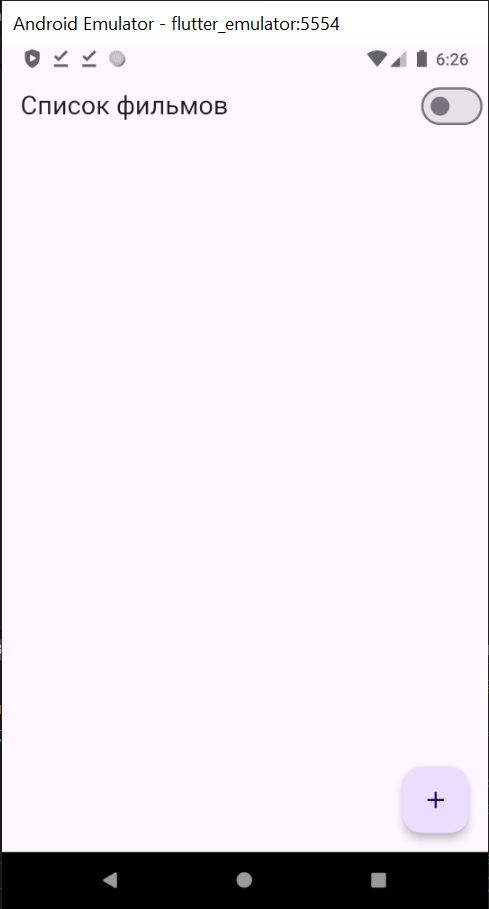 Android Emulator - flutter_emulator:5554
6:26
Список фильмов
+